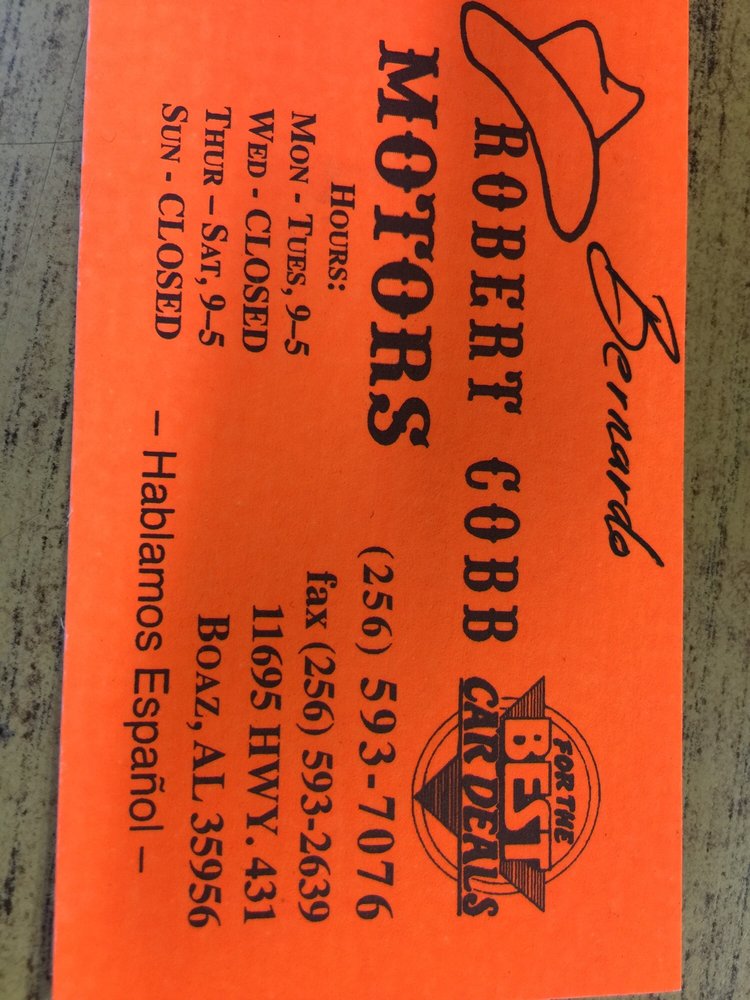 Bernardo
ROBERT COBB
MOTORS
FOR THE
BEST
CAR DEALS
HOURS:
MON - TUES, 9–5
WED - CLOSED
THUR – SAT, 9–5
SUN - CLOSED
(256) 593-7076
fax (256) 593-2639
11695 HWY. 431
BOAZ, AL 35956
– Hablamos Español –